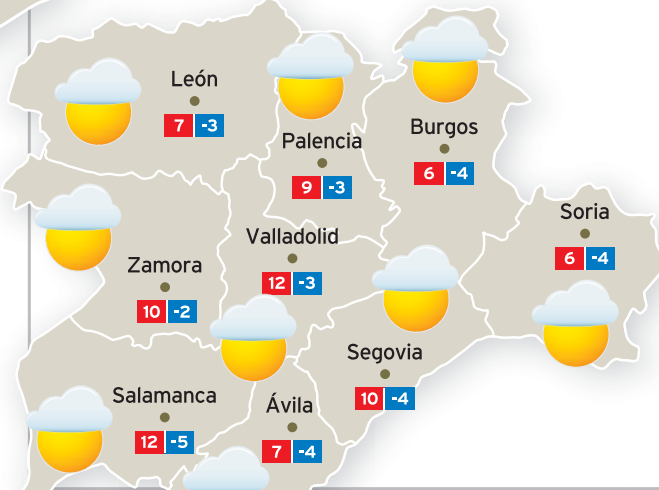 León
7 -3
Palencia
9 -3
Burgos
6 -4
Soria
6 -4
Valladolid
12 -3
Zamora
10 -2
Segovia
10 -4
Salamanca
12 -5
Ávila
7 -4